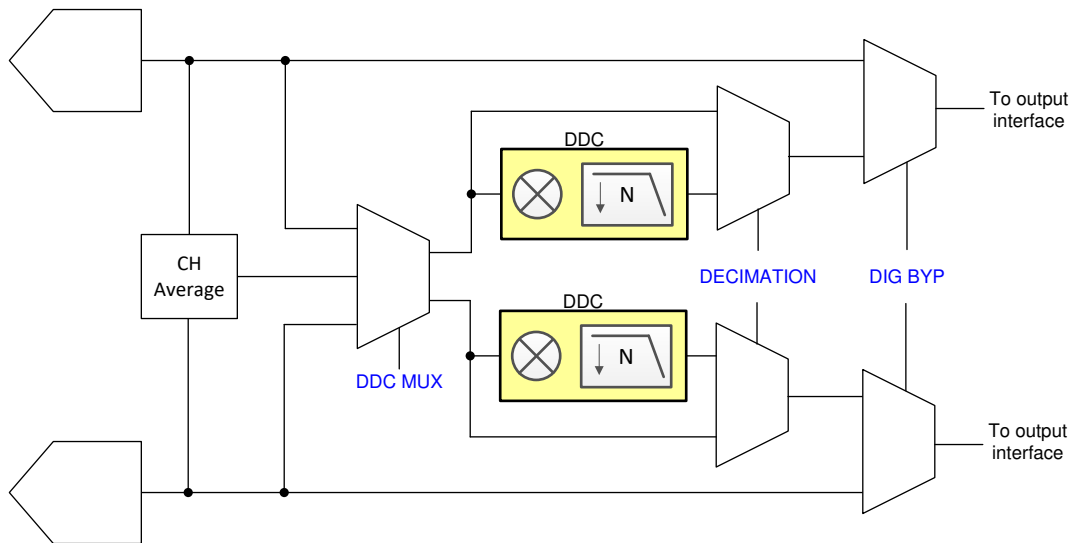 To output
interface
DDC
N
CH
Average
DECIMATION
DIG BYP
DDC
N
DDC MUX
To output
interface